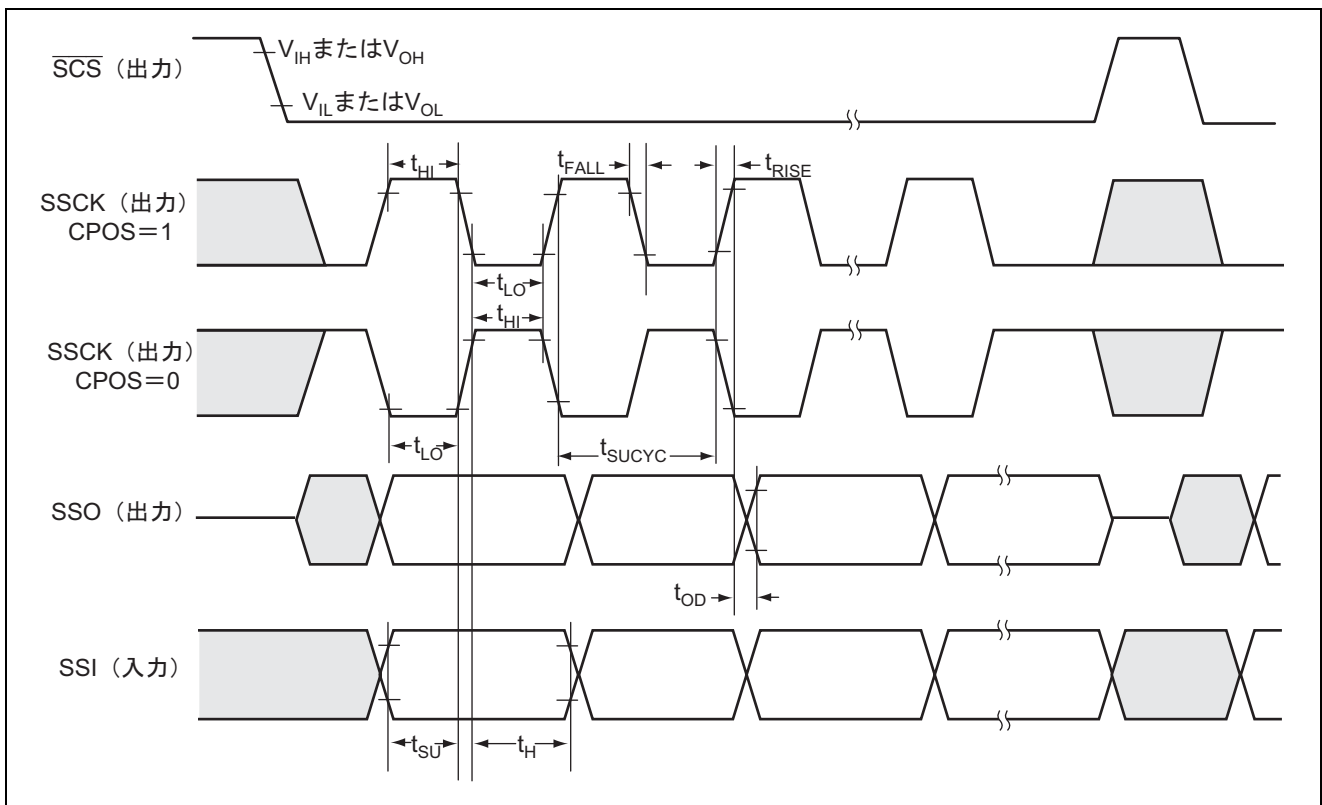 SCS（出力）
VIHまたはVOH
VILまたはVOL
tHI
tFALL
tRISE
SSCK（出力）
CPOS＝1
tLO
tHI
SSCK（出力）
CPOS＝0
tLO
tSUCYC
SSO（出力）
tOD
SSI（入力）
tSU
tH